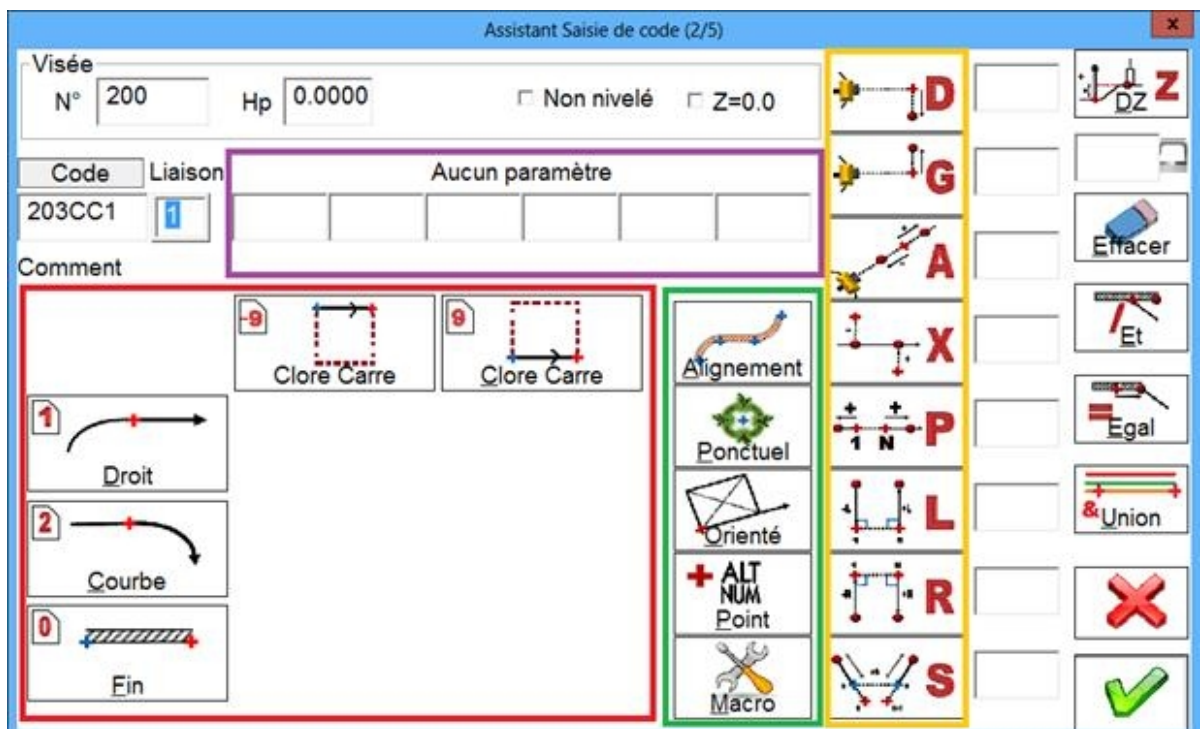 Assistant Saisie de code (2/5)
x
Visée
N° 200 Hp 0.0000 Non nivelé Z=0.0
Code Liaison Aucun paramètre
203CC1 1
Comment
-9 Clore Carre
9 Clore Carre
1 Droit
2 Courbe
0 Fin
Alignement
Ponctuel
Orienté
ALT
NUM
Point
Macro
D
G
A
X
1 N P
L
R
S
DZ Z
Effacer
Et
Egal
& Union